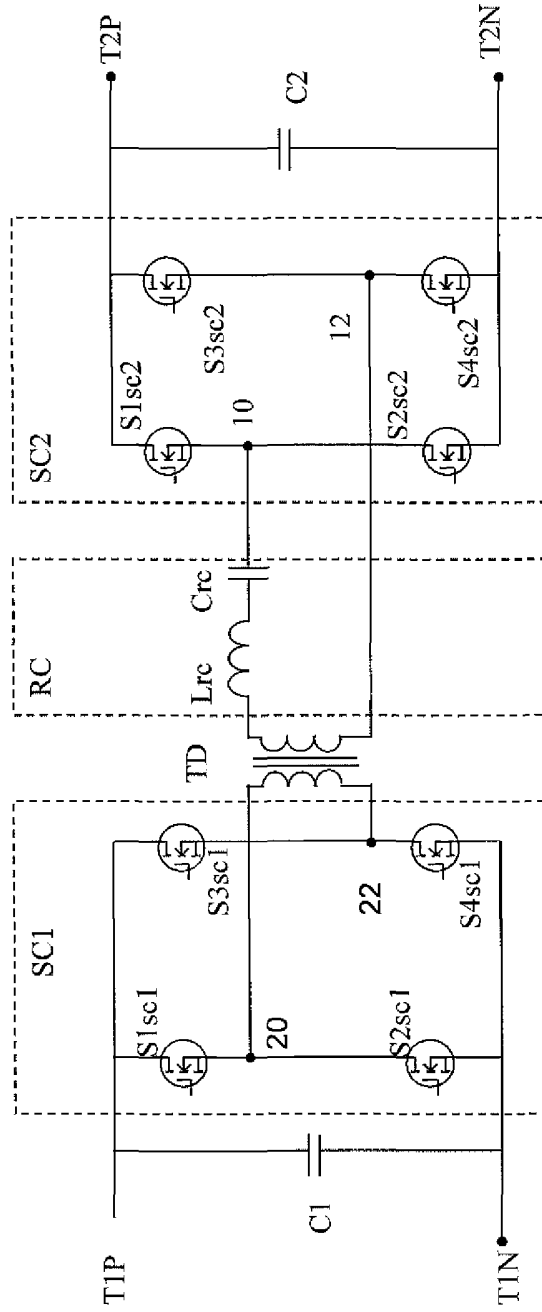 T1P
T1N
C1
SC1
S1sc1
S3sc1
20
22
S2sc1
S4sc1
TD
RC
Lrc
Crc
SC2
S1sc2
S3sc2
10
12
S2sc2
S4sc2
C2
T2P
T2N